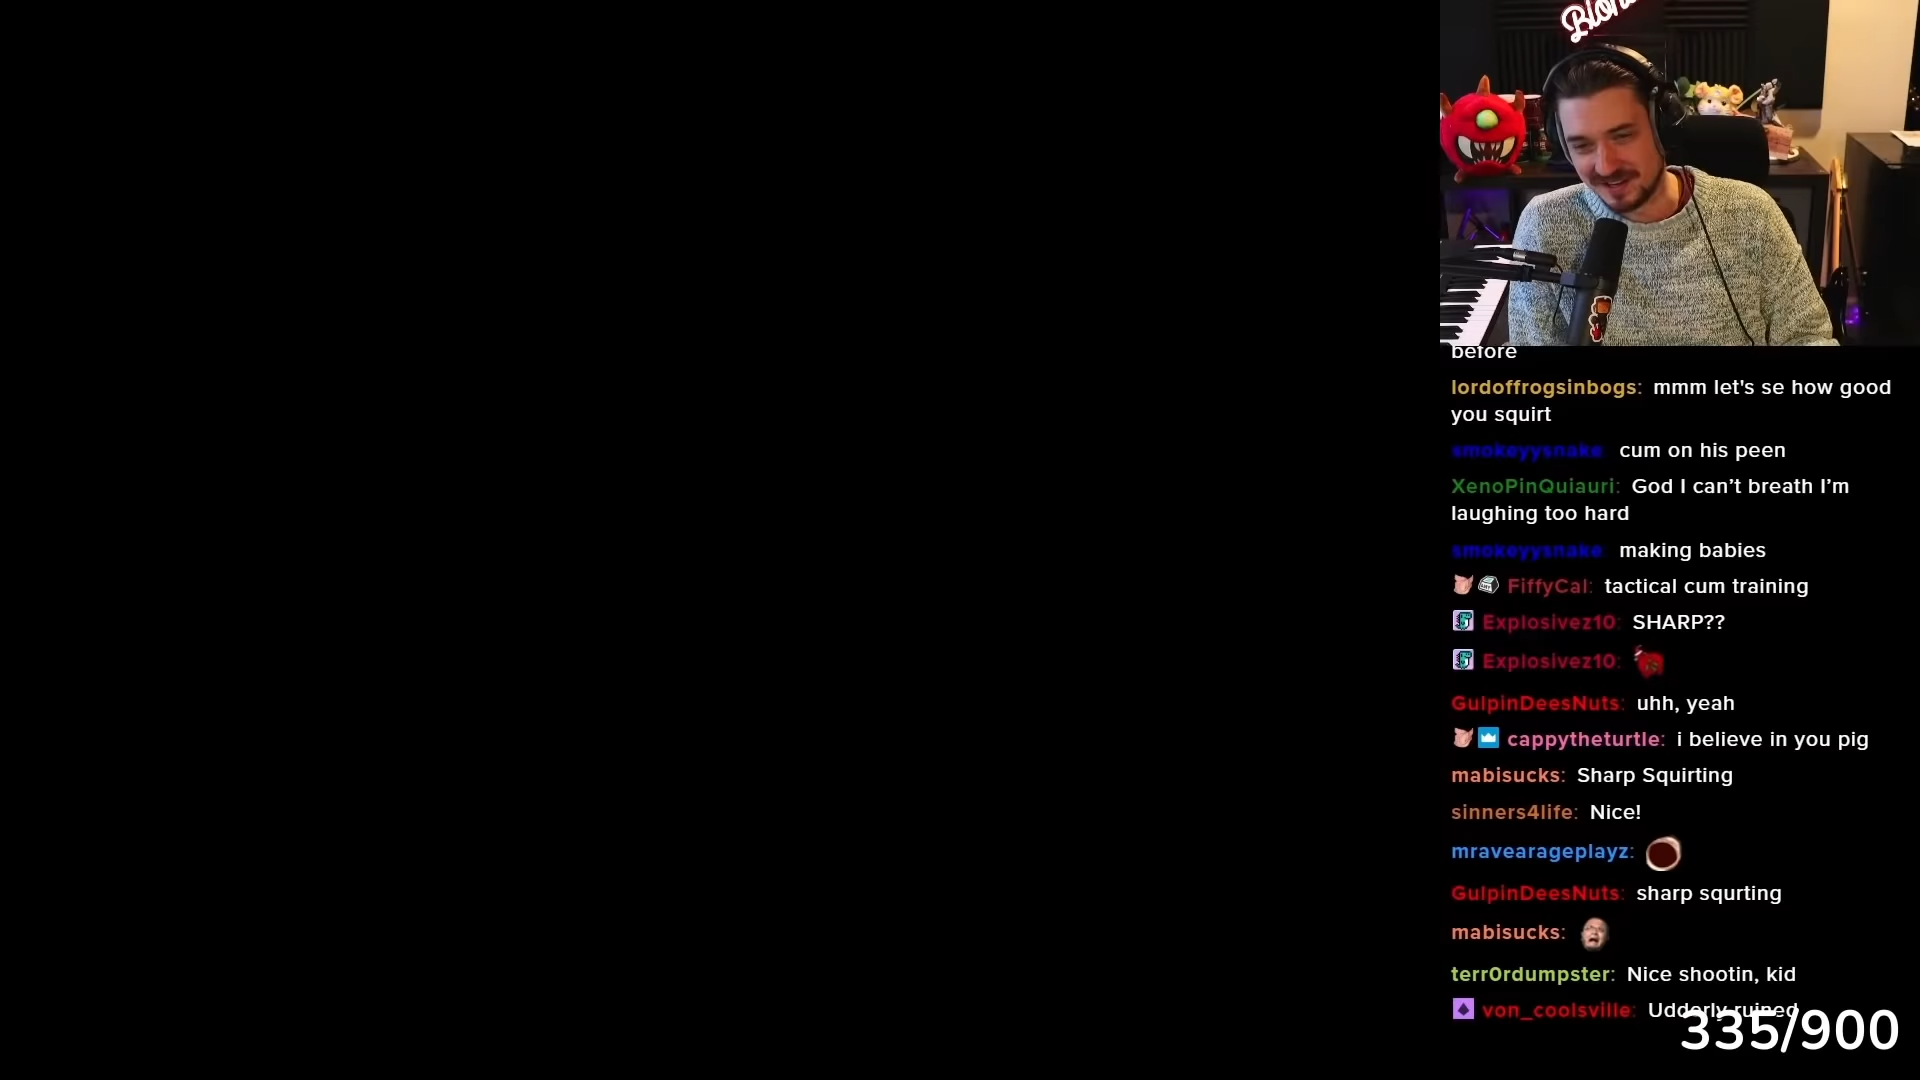 before
lordoffrogsinbogs: mmm let's se how good
you squirt
smokeyysnake cum on his peen
XenoPinQuiauri: God I can’t breath I’m
laughing too hard
smokeyysnake making babies
FiffyCal: tactical cum training
Explosivez10: SHARP??
Explosivez10:
GulpinDeesNuts: uhh, yeah
cappytheturtle: i believe in you pig
mabisucks: Sharp Squirting
sinners4life: Nice!
mravearageplayz:
GulpinDeesNuts: sharp squrting
mabisucks:
terr0rdumpster: Nice shootin, kid
von_coolsville: Udderly ruined
335/900